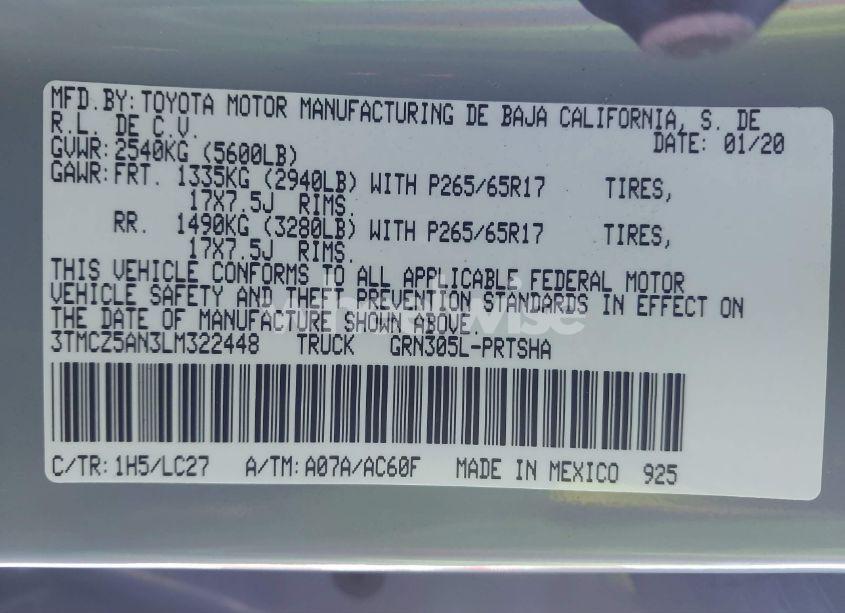 MFD.BY: TOYOTA MOTOR MANUFACTURING DE BAJA CALIFORNIA, S. DE
R.L. DE C.V. DATE: 01/20
GVWR: 2540KG (5600LB)
GAWR: FRT. 1335KG (2940LB) WITH P265/65R17 TIRES,
17X7.5J RIMS.
RR. 1490KG (3280LB) WITH P265/65R17 TIRES,
17X7.5J RIMS.
THIS VEHICLE CONFORMS TO ALL APPLICABLE FEDERAL MOTOR
VEHICLE SAFETY AND THEFT PREVENTION STANDARDS IN EFFECT ON
THE DATE OF MANUFACTURE SHOWN ABOVE.
3TMCZ5AN3LM322448 TRUCK GRN305L-PRTSHA
C/TR: 1H5/LC27 A/TM: A07A/AC60F MADE IN MEXICO 925